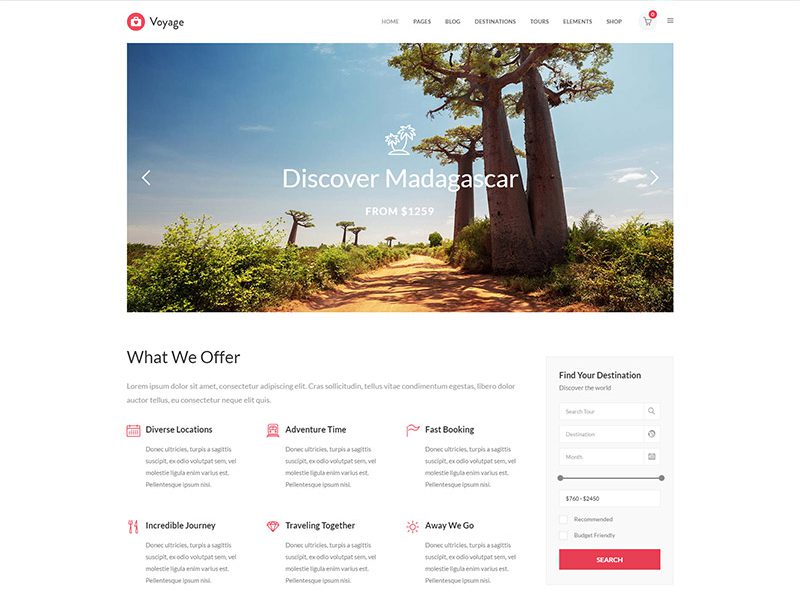 Voyage
HOME PAGES BLOG DESTINATIONS TOURS ELEMENTS SHOP 0
Discover Madagascar
FROM $1259
What We Offer
Lorem ipsum dolor sit amet, consectetur adipiscing elit. Cras sollicitudin, tellus vitae condimentum egestas, libero dolor
auctor tellus, eu consectetur neque elit quis.
Diverse Locations
Donec ultricies, turpis a sagittis
suscipit, ex odio volutpat sem, vel
molestie ligula enim varius est.
Pellentesque ipsum nisi.
Adventure Time
Donec ultricies, turpis a sagittis
suscipit, ex odio volutpat sem, vel
molestie ligula enim varius est.
Pellentesque ipsum nisi.
Fast Booking
Donec ultricies, turpis a sagittis
suscipit, ex odio volutpat sem, vel
molestie ligula enim varius est.
Pellentesque ipsum nisi.
Incredible Journey
Donec ultricies, turpis a sagittis
suscipit, ex odio volutpat sem, vel
molestie ligula enim varius est.
Pellentesque ipsum nisi.
Traveling Together
Donec ultricies, turpis a sagittis
suscipit, ex odio volutpat sem, vel
molestie ligula enim varius est.
Pellentesque ipsum nisi.
Away We Go
Donec ultricies, turpis a sagittis
suscipit, ex odio volutpat sem, vel
molestie ligula enim varius est.
Pellentesque ipsum nisi.
Find Your Destination
Discover the world
Search Tour
Destination
Month
$760 - $2450
Recommended
Budget Friendly
SEARCH